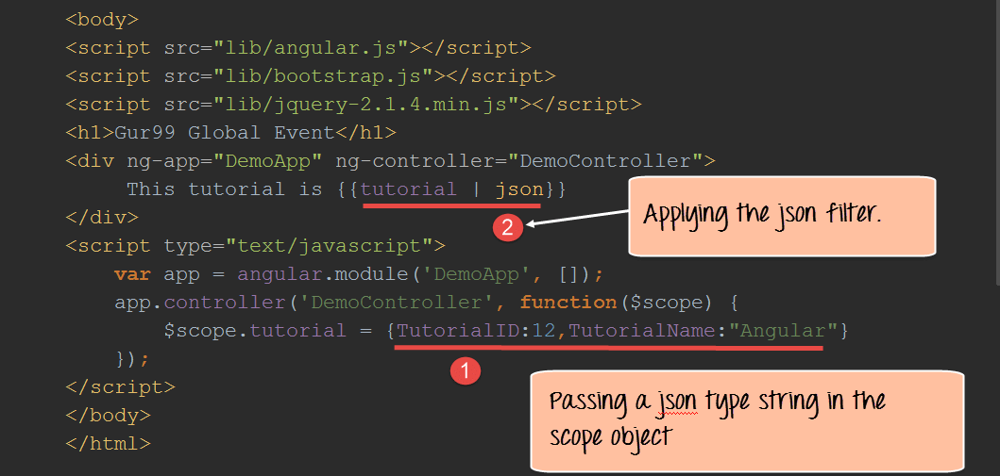 <body>
<script src="lib/angular.js"></script>
<script src="lib/bootstrap.js"></script>
<script src="lib/jquery-2.1.4.min.js"></script>
<h1>Gur99 Global Event</h1>
<div ng-app="DemoApp" ng-controller="DemoController">
This tutorial is {{tutorial | json}}
</div>
2
Applying the json filter.
<script type="text/javascript">
var app = angular.module('DemoApp', []);
app.controller('DemoController', function($scope) {
$scope.tutorial = {TutorialID:12,TutorialName:"Angular"}
});
1
</script>
</body>
</html>
Passing a json type string in the
scope object